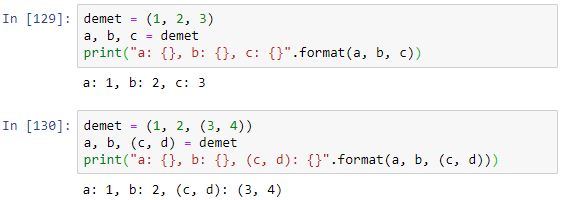 In [129]: demet = (1, 2, 3)
a, b, c = demet
print("a: {}, b: {}, c: {}".format(a, b, c))
a: 1, b: 2, c: 3
In [130]: demet = (1, 2, (3, 4))
a, b, (c, d) = demet
print("a: {}, b: {}, (c, d): {}".format(a, b, (c, d)))
a: 1, b: 2, (c, d): (3, 4)